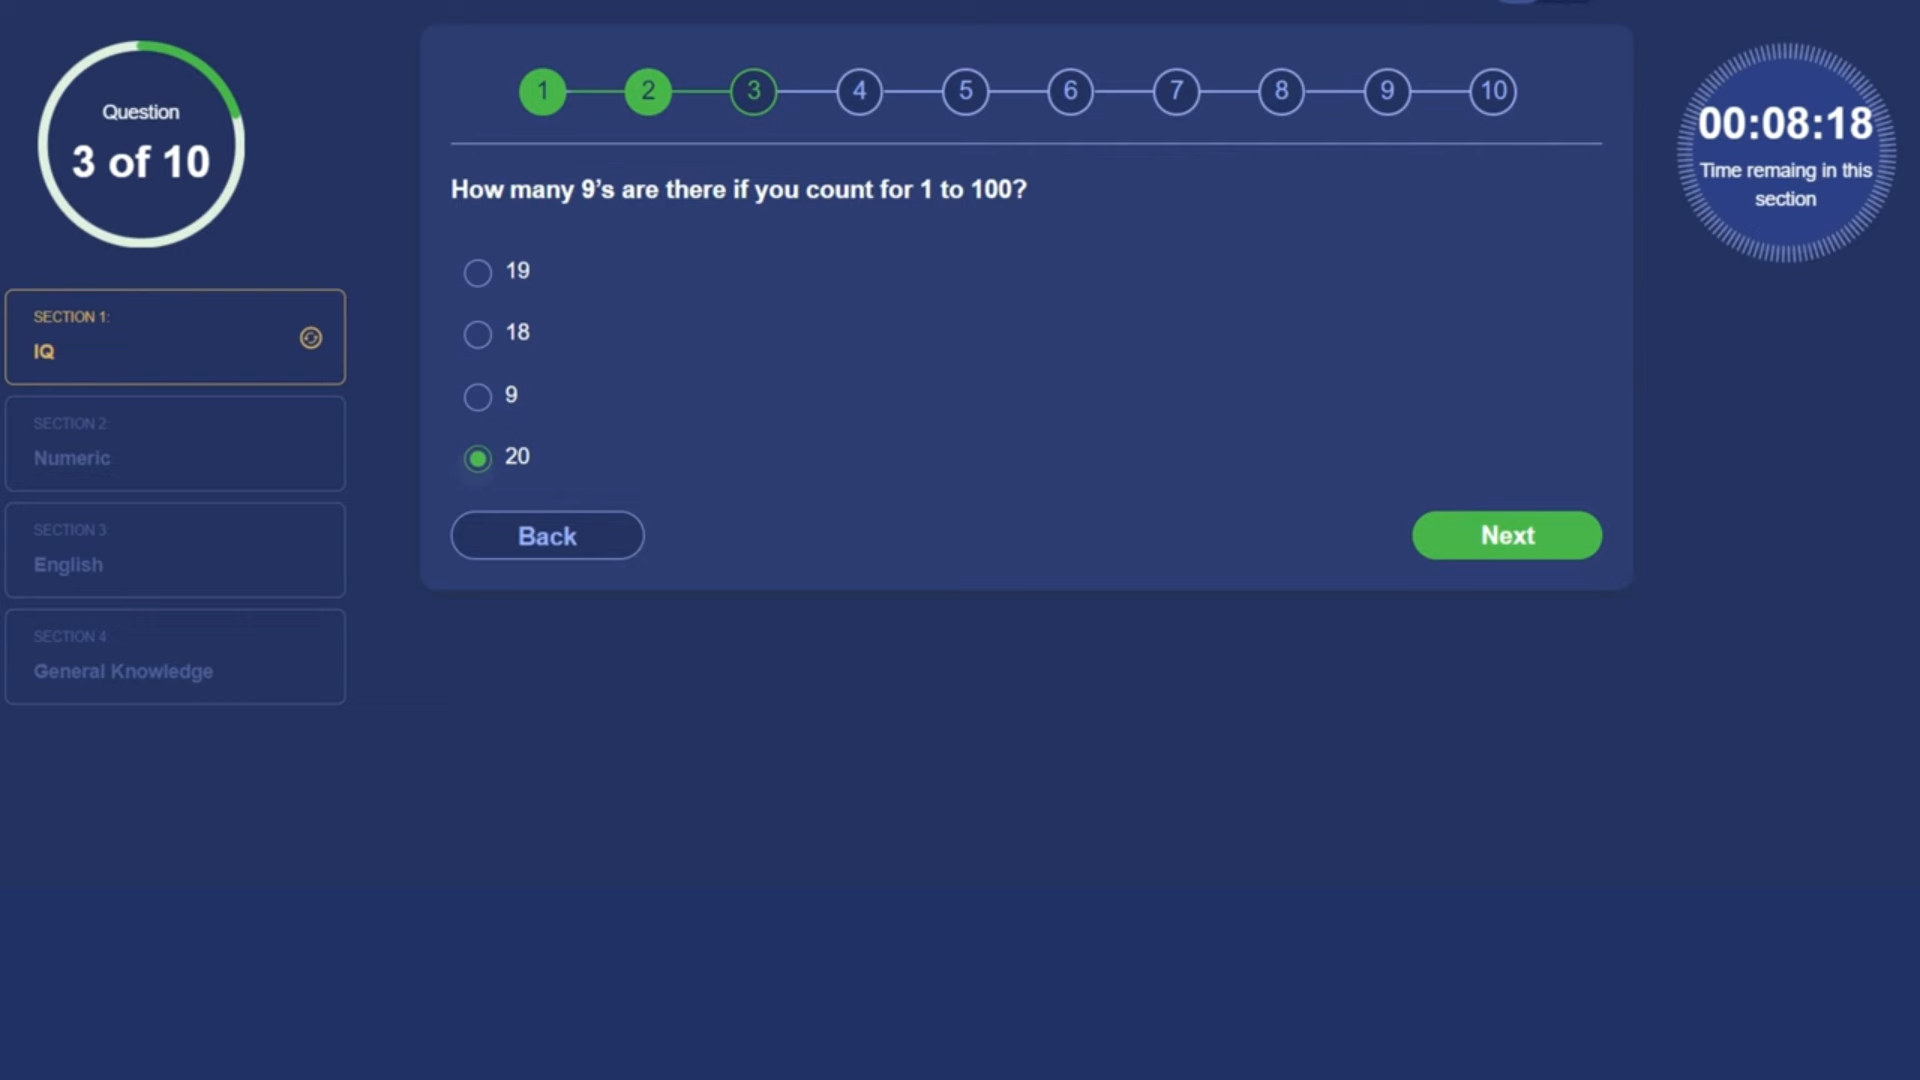 Question
3 of 10
1 2 3 4 5 6 7 8 9 10
00:08:18
Time remaing in this
section
How many 9’s are there if you count for 1 to 100?
19
18
9
20
Back
Next
SECTION 1:
IQ
SECTION 2:
Numeric
SECTION 3:
English
SECTION 4:
General Knowledge